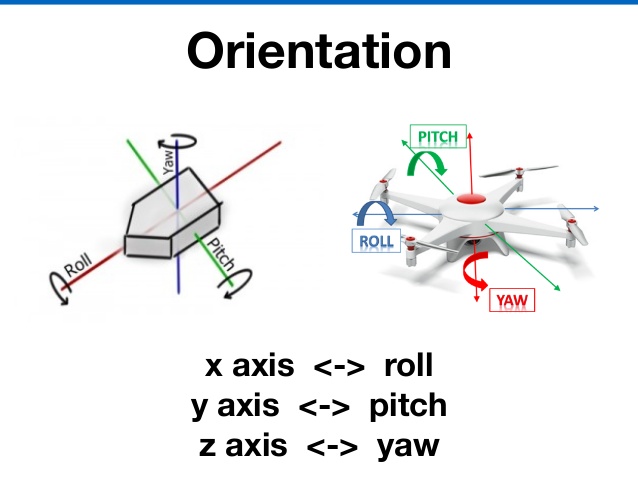 Orientation
Yaw
Roll
Pitch
PITCH
ROLL
YAW
x axis <-> roll
y axis <-> pitch
z axis <-> yaw